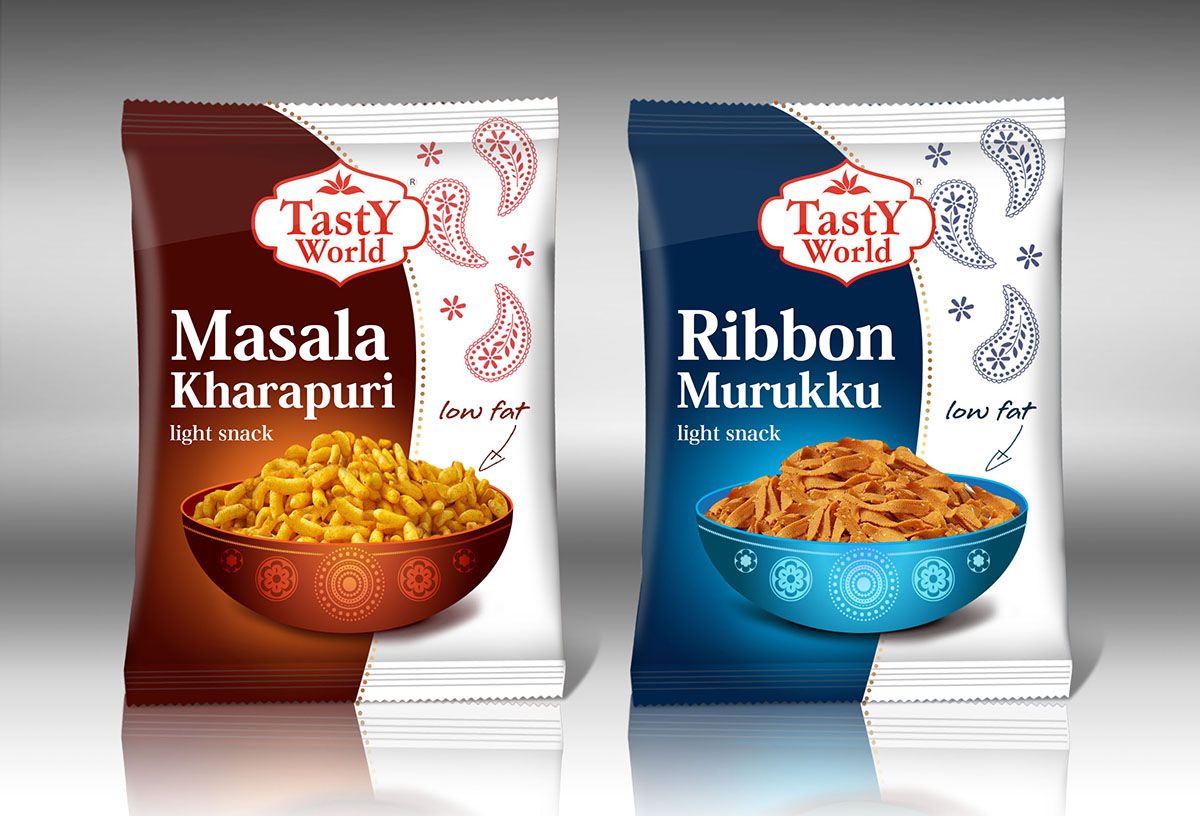 TastY
World
®
Masala
Kharapuri
light snack
low fat
TastY
World
®
Ribbon
Murukku
light snack
low fat